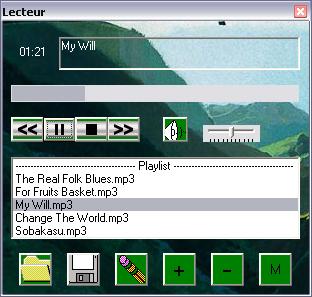 Lecteur
01:21
My Will
<< >>
Playlist
The Real Folk Blues.mp3
For Fruits Basket.mp3
My Will.mp3
Change The World.mp3
Sobakasu.mp3
+ - M